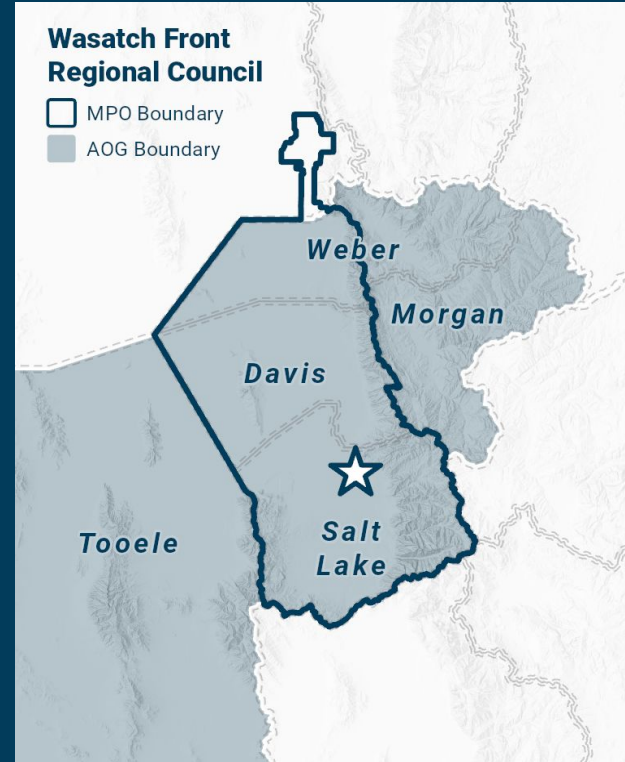 Wasatch Front
Regional Council
MPO Boundary
AOG Boundary
Weber
Morgan
Davis
Tooele
Salt
Lake